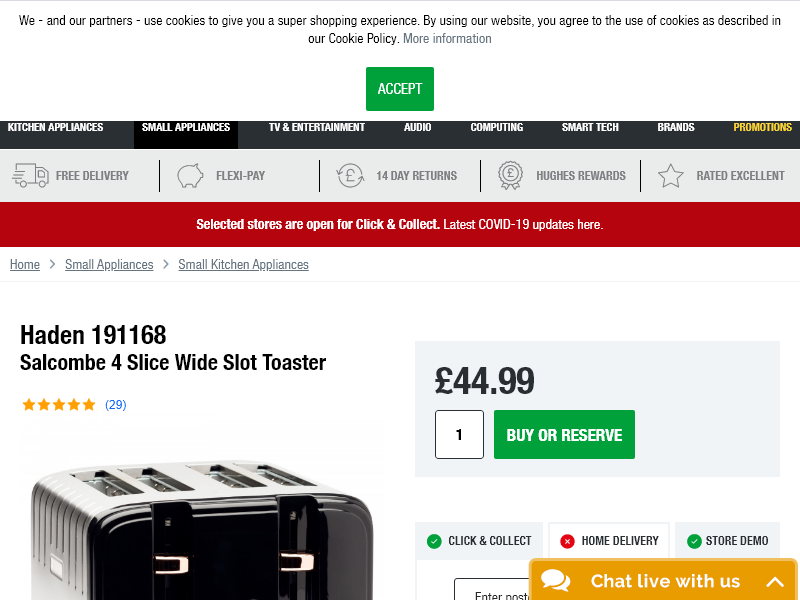 We - and our partners - use cookies to give you a super shopping experience. By using our website, you agree to the use of cookies as described in
our Cookie Policy. More information
ACCEPT
KITCHEN APPLIANCES SMALL APPLIANCES TV & ENTERTAINMENT AUDIO COMPUTING SMART TECH BRANDS PROMOTIONS
FREE DELIVERY FLEXI-PAY 14 DAY RETURNS HUGHES REWARDS RATED EXCELLENT
Selected stores are open for Click & Collect. Latest COVID-19 updates here.
Home > Small Appliances > Small Kitchen Appliances
Haden 191168
Salcombe 4 Slice Wide Slot Toaster
(29)
£44.99
1 BUY OR RESERVE
CLICK & COLLECT HOME DELIVERY STORE DEMO
Chat live with us
Enter